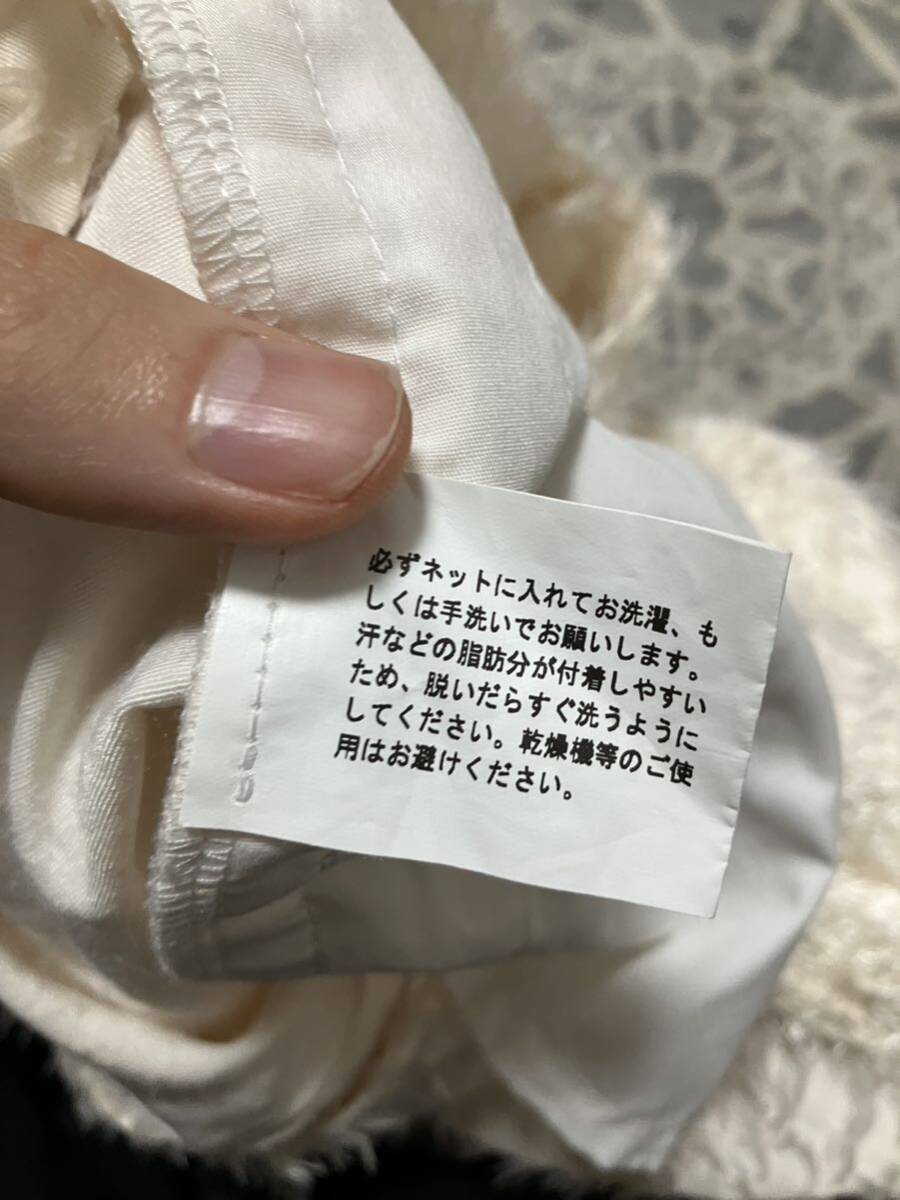 必ずネットに入れてお洗濯、も
しくは手洗いでお願いします。
汗などの脂肪分が付着しやすい
ため、脱いだらすぐ洗うように
してください。乾燥機等のご使
用はお避けください。